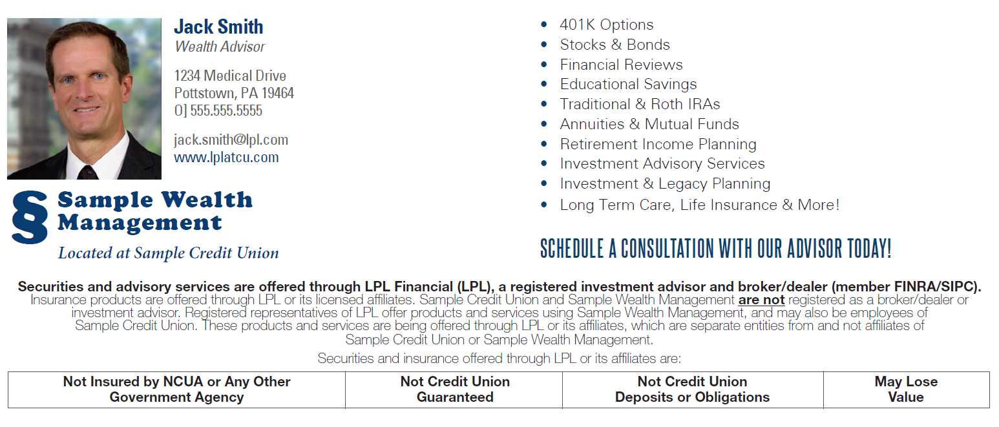 Jack Smith
Wealth Advisor
1234 Medical Drive
Pottstown, PA 19464
O] 555.555.5555
jack.smith@lpl.com
www.lplatcu.com
§ Sample Wealth
Management
Located at Sample Credit Union
• 401K Options
• Stocks & Bonds
• Financial Reviews
• Educational Savings
• Traditional & Roth IRAs
• Annuities & Mutual Funds
• Retirement Income Planning
• Investment Advisory Services
• Investment & Legacy Planning
• Long Term Care, Life Insurance & More!
SCHEDULE A CONSULTATION WITH OUR ADVISOR TODAY!
Securities and advisory services are offered through LPL Financial (LPL), a registered investment advisor and broker/dealer (member FINRA/SIPC).
Insurance products are offered through LPL or its licensed affiliates. Sample Credit Union and Sample Wealth Management are not registered as a broker/dealer or
investment advisor. Registered representatives of LPL offer products and services using Sample Wealth Management, and may also be employees of
Sample Credit Union. These products and services are being offered through LPL or its affiliates, which are separate entities from and not affiliates of
Sample Credit Union or Sample Wealth Management.
Securities and insurance offered through LPL or its affiliates are:
Not Insured by NCUA or Any Other
Government Agency
Not Credit Union
Guaranteed
Not Credit Union
Deposits or Obligations
May Lose
Value